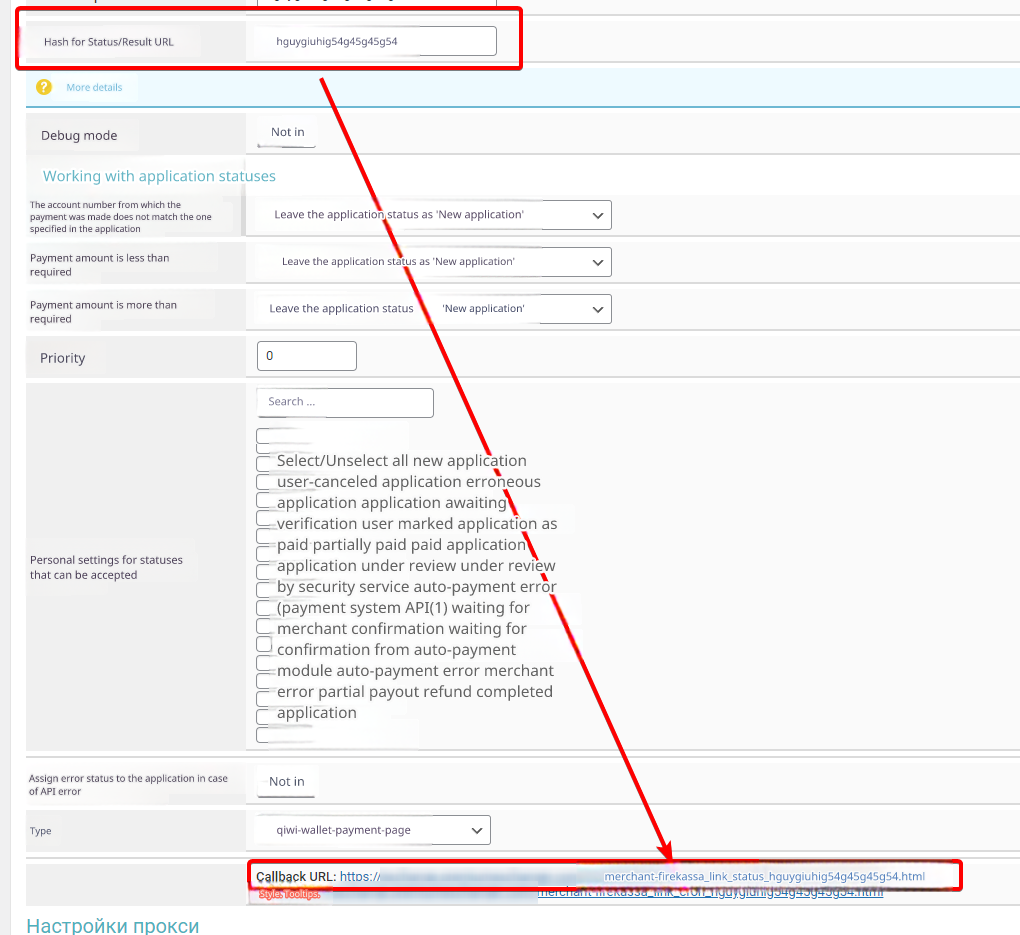 Hash for Status/Result URL
hguygiuhig54g45g45g54
More details
Debug mode
Not in
Working with application statuses
The account number from which the
payment was made does not match the one
specified in the application
Leave the application status as 'New application'
Payment amount is less than
required
Leave the application status as 'New application'
Payment amount is more than
required
Leave the application status 'New application'
Priority
0
Search ...
Personal settings for statuses
that can be accepted
Select/Unselect all new application
user-canceled application erroneous
application application awaiting
verification user marked application as
paid partially paid paid application
application under review under review
by security service auto-payment error
(payment system API(1) waiting for
merchant confirmation waiting for
confirmation from auto-payment
module auto-payment error merchant
error partial payout refund completed
application
Assign error status to the application in case
of API error
Not in
Type
qiwi-wallet-payment-page
Callback URL: https:// merchant-firekassa_link_status_hguygiuhig54g45g45g54.html
Style: Tooltips: merchant-firekassa_link_cron_hguygiuhig54g45g45g54.html
Настройки прокси